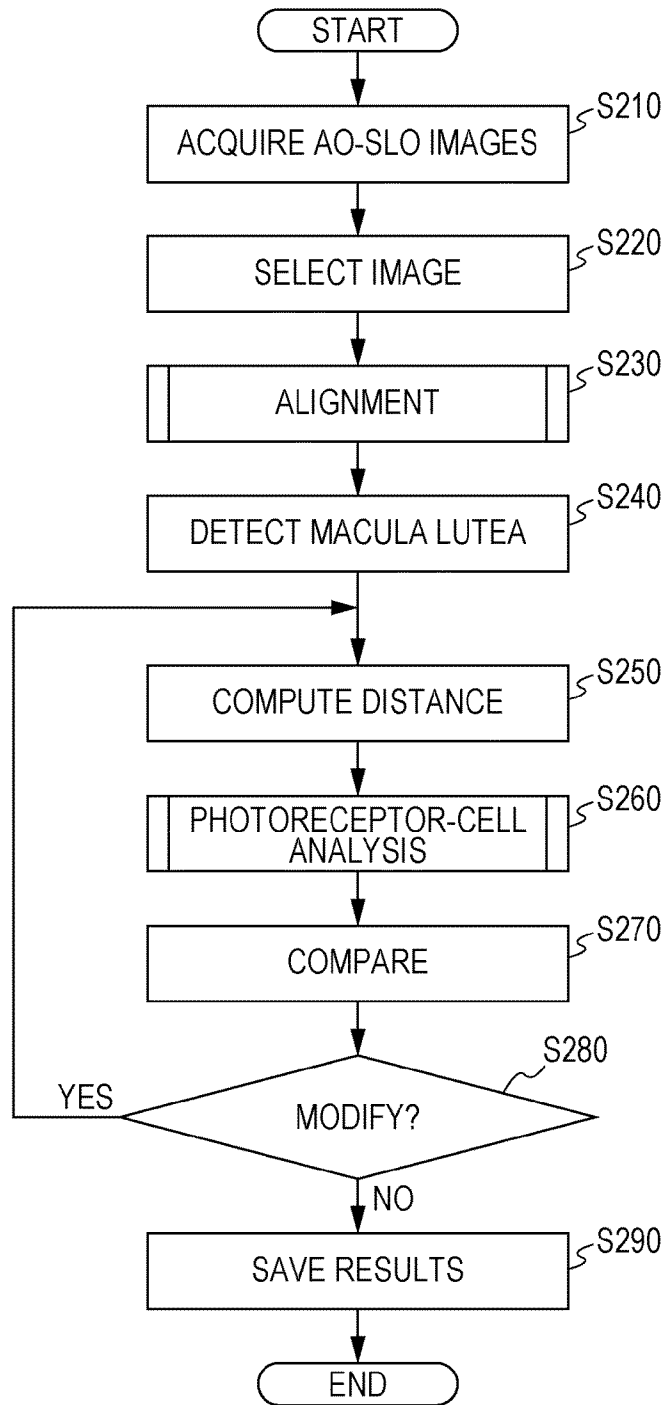 START
S210
ACQUIRE AO-SLO IMAGES
S220
SELECT IMAGE
S230
ALIGNMENT
S240
DETECT MACULA LUTEA
S250
COMPUTE DISTANCE
S260
PHOTORECEPTOR-CELL
ANALYSIS
S270
COMPARE
S280
YES
MODIFY?
NO
S290
SAVE RESULTS
END